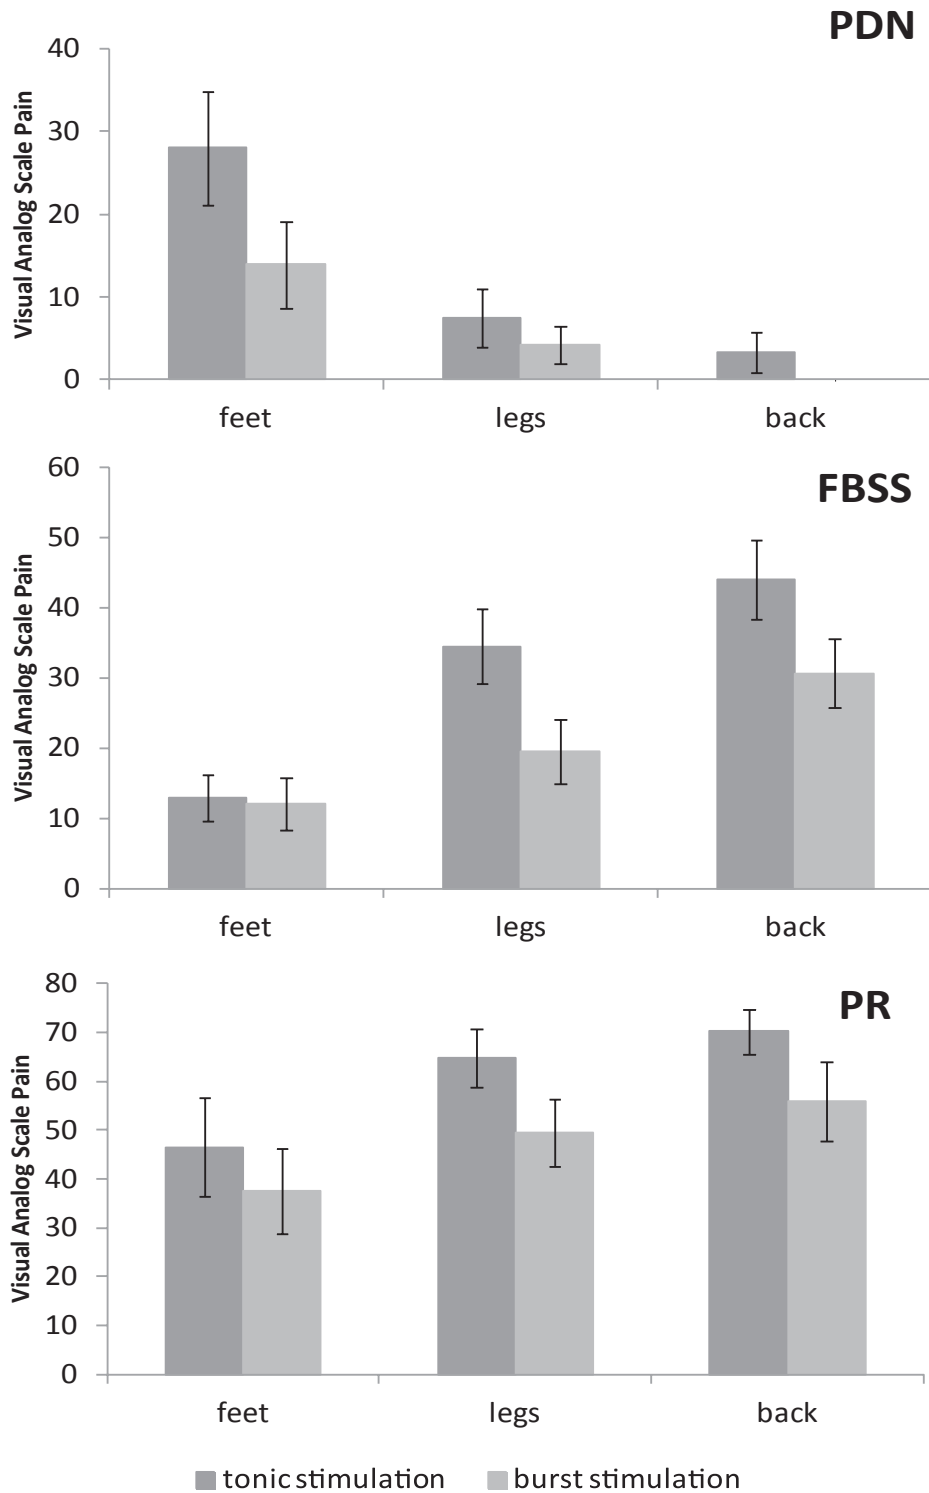 PDN
Visual Analog Scale Pain
40
30
20
10
0
feet legs back
FBSS
Visual Analog Scale Pain
60
50
40
30
20
10
0
feet legs back
PR
Visual Analog Scale Pain
80
70
60
50
40
30
20
10
0
feet legs back
tonic stimulation burst stimulation